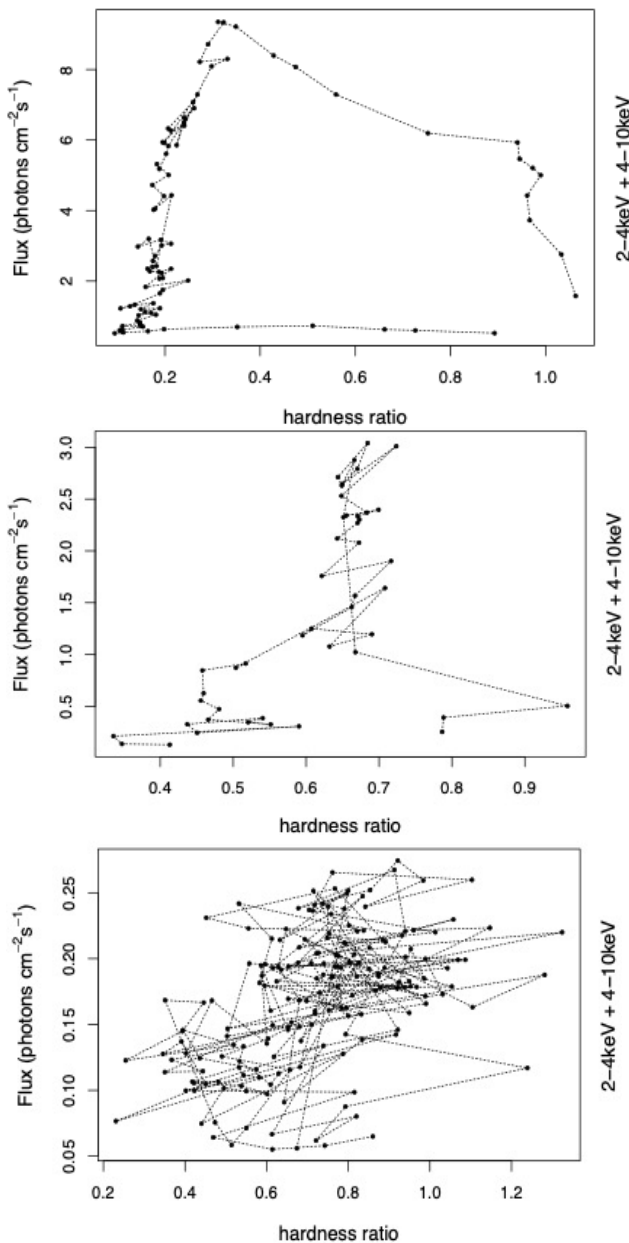 Flux (photons cm⁻²s⁻¹)
8
6
4
2
0.2 0.4 0.6 0.8 1.0
hardness ratio
2−4keV + 4−10keV
Flux (photons cm⁻²s⁻¹)
3.0
2.5
2.0
1.5
1.0
0.5
0.4 0.5 0.6 0.7 0.8 0.9
hardness ratio
2−4keV + 4−10keV
Flux (photons cm⁻²s⁻¹)
0.25
0.20
0.15
0.10
0.05
0.2 0.4 0.6 0.8 1.0 1.2
hardness ratio
2−4keV + 4−10keV